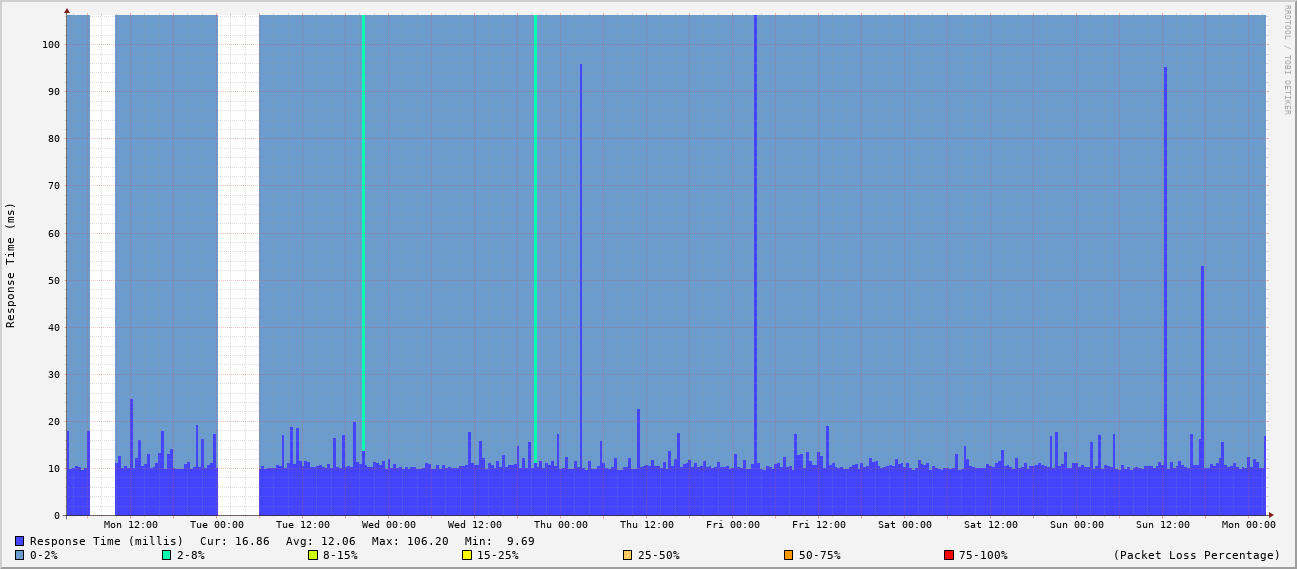 RRDTOOL / TOBI OETIKER
Response Time (ms)
100
90
80
70
60
50
40
30
20
10
0
Mon 12:00 Tue 00:00 Tue 12:00 Wed 00:00 Wed 12:00 Thu 00:00 Thu 12:00 Fri 00:00 Fri 12:00 Sat 00:00 Sat 12:00 Sun 00:00 Sun 12:00 Mon 00:00
Response Time (millis) Cur: 16.86 Avg: 12.06 Max: 106.20 Min: 9.69
0-2% 2-8% 8-15% 15-25% 25-50% 50-75% 75-100% (Packet Loss Percentage)